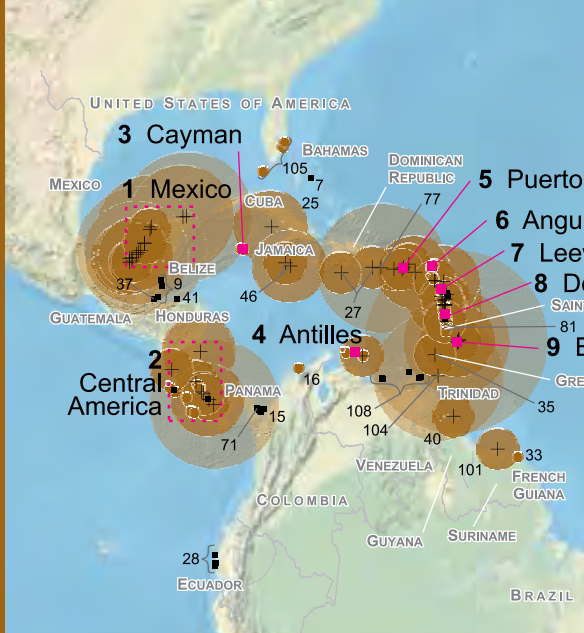 UNITED STATES OF AMERICA
3 Cayman
BAHAMAS
105
7
DOMINICAN
REPUBLIC
MEXICO
1 Mexico
77
5 Puerto
CUBA
25
6 Angu
JAMAICA
7 Leev
BELIZE
9
37
41
46
27
8 Do
SAIN
GUATEMALA
HONDURAS
81
4 Antilles
9 B
2
Central
America
PANAMA
16
GRE
TRINIDAD
35
15
108
71
104
40
101
33
VENEZUELA
FRENCH
GUIANA
COLOMBIA
GUYANA
SURINAME
28
ECUADOR
BRAZIL